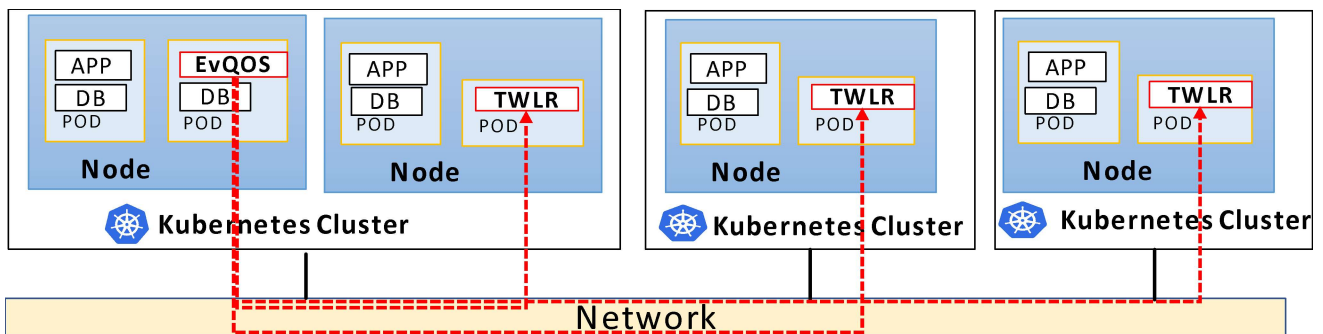 APP
DB
POD
EvQOS
DB
POD
Node
APP
DB
POD
TWLR
POD
Node
Kubernetes Cluster
APP
DB
POD
TWLR
POD
Node
Kubernetes Cluster
APP
DB
POD
TWLR
POD
Node
Kubernetes Cluster
Network